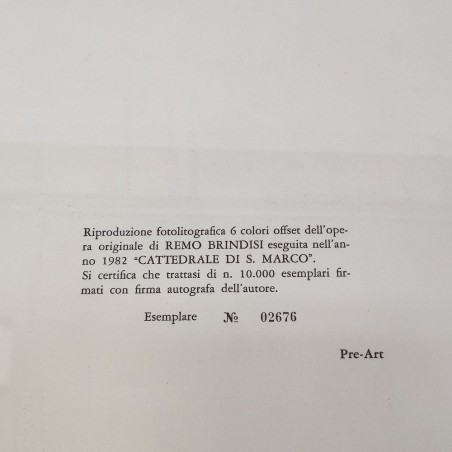 Riproduzione fotolitografica 6 colori offset dell'ope-
ra originale di REMO BRINDISI eseguita nell'an-
no 1982 "CATTEDRALE DI S. MARCO".
Si certifica che trattasi di n. 10.000 esemplari fir-
mati con firma autografa dell'autore.
Esemplare № 02676
Pre-Art